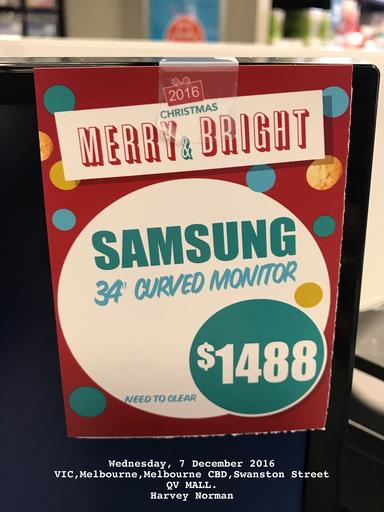 2016
CHRISTMAS
MERRY & BRIGHT
SAMSUNG
34" CURVED MONITOR
$1488
NEED TO CLEAR
Wednesday, 7 December 2016
VIC,Melbourne,Melbourne CBD,Swanston Street
QV MALL.
Harvey Norman